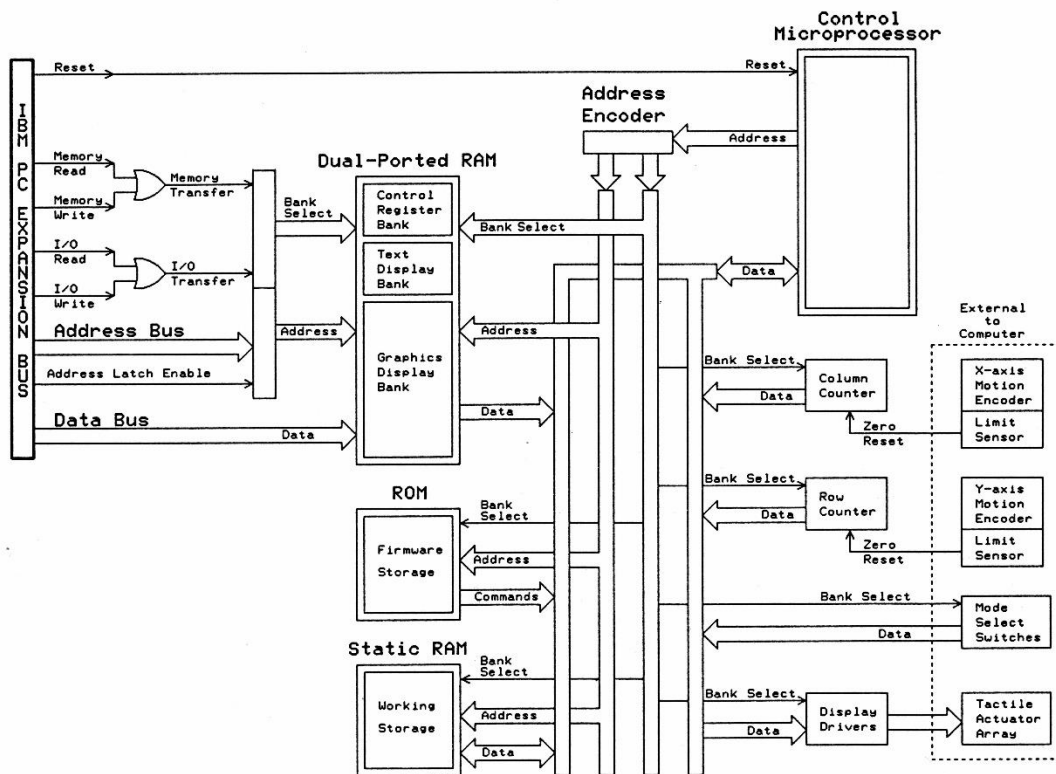 Control
Microprocessor
Reset
Reset
Address
Encoder
Address
IBM PC EXPANSION BUS
Memory
Read
Memory
Transfer
Memory
Write
I/O
Read
I/O
Transfer
I/O
Write
Address Bus
Address Latch Enable
Data Bus
Data
Bank
Select
Address
Dual-Ported RAM
Control
Register
Bank
Text
Display
Bank
Graphics
Display
Bank
Bank Select
Address
Data
Data
ROM
Firmware
Storage
Bank
Select
Address
Commands
Static RAM
Working
Storage
Bank
Select
Address
Data
External
to
Computer
Bank Select
Data
Column
Counter
Zero
Reset
X-axis
Motion
Encoder
Limit
Sensor
Bank Select
Data
Row
Counter
Zero
Reset
Y-axis
Motion
Encoder
Limit
Sensor
Bank Select
Data
Mode
Select
Switches
Bank Select
Data
Display
Drivers
Tactile
Actuator
Array